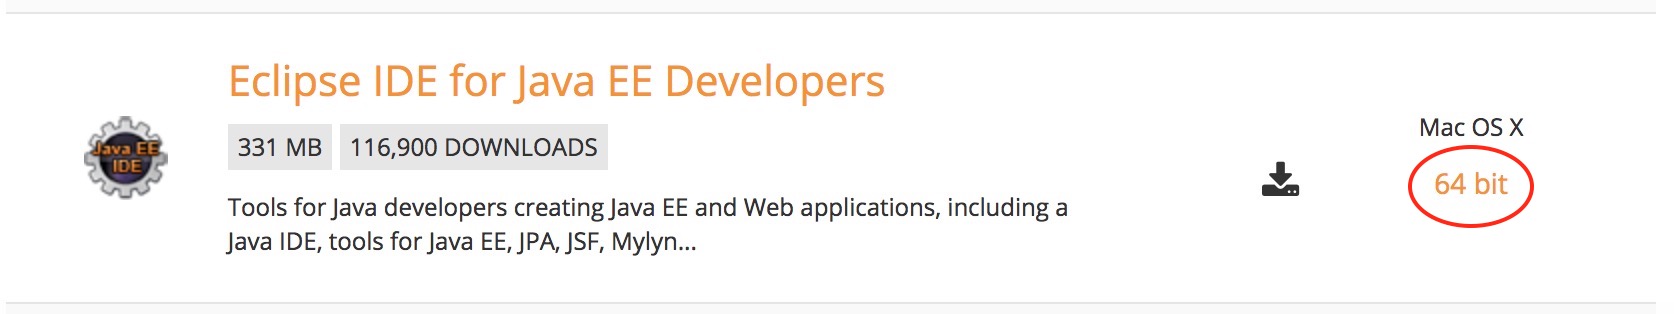 Eclipse IDE for Java EE Developers
331 MB 116,900 DOWNLOADS
Java EE
IDE
Tools for Java developers creating Java EE and Web applications, including a
Java IDE, tools for Java EE, JPA, JSF, Mylyn...
Mac OS X
64 bit